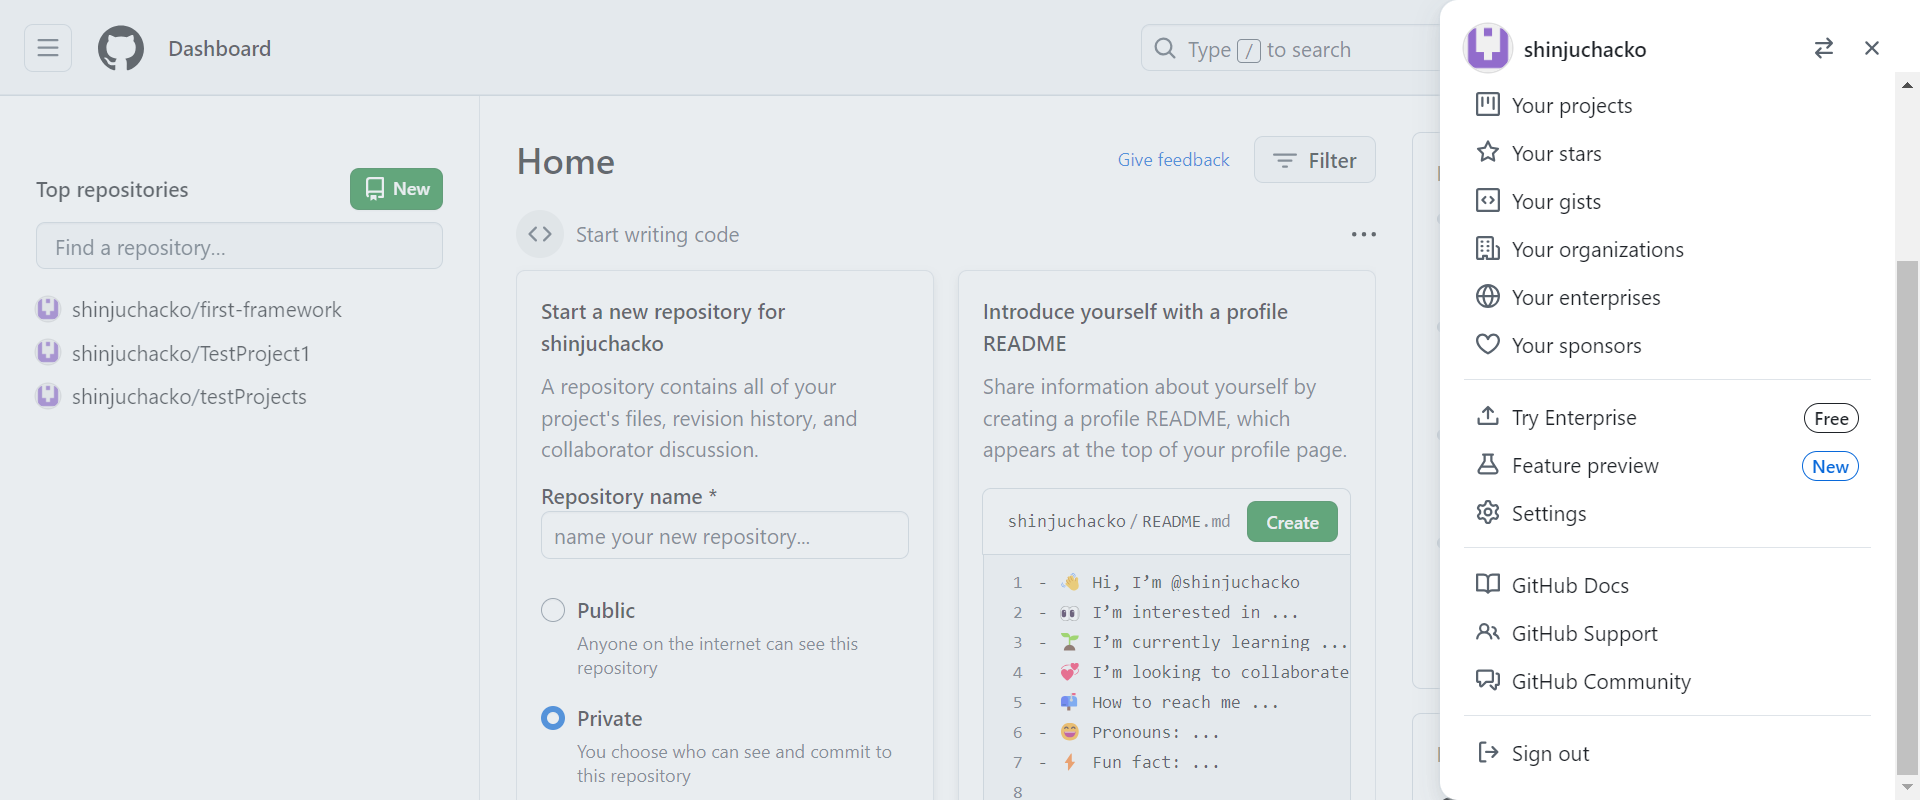 Dashboard
Type / to search
Top repositories
New
Find a repository...
shinjuchacko/first-framework
shinjuchacko/TestProject1
shinjuchacko/testProjects
Home
Give feedback
Filter
Start writing code
Start a new repository for
shinjuchacko
A repository contains all of your
project's files, revision history, and
collaborator discussion.
Repository name *
name your new repository...
Public
Anyone on the internet can see this
repository
Private
You choose who can see and commit to
this repository
Introduce yourself with a profile
README
Share information about yourself by
creating a profile README, which
appears at the top of your profile page.
shinjuchacko/README.md
Create
1 - 👋 Hi, I’m @shinjuchacko
2 - 👀 I’m interested in ...
3 - 🌱 I’m currently learning ...
4 - 💞️ I’m looking to collaborate
5 - 📫 How to reach me ...
6 - 😄 Pronouns: ...
7 - ⚡ Fun fact: ...
8
shinjuchacko
Your projects
Your stars
Your gists
Your organizations
Your enterprises
Your sponsors
Try Enterprise
Free
Feature preview
New
Settings
GitHub Docs
GitHub Support
GitHub Community
Sign out